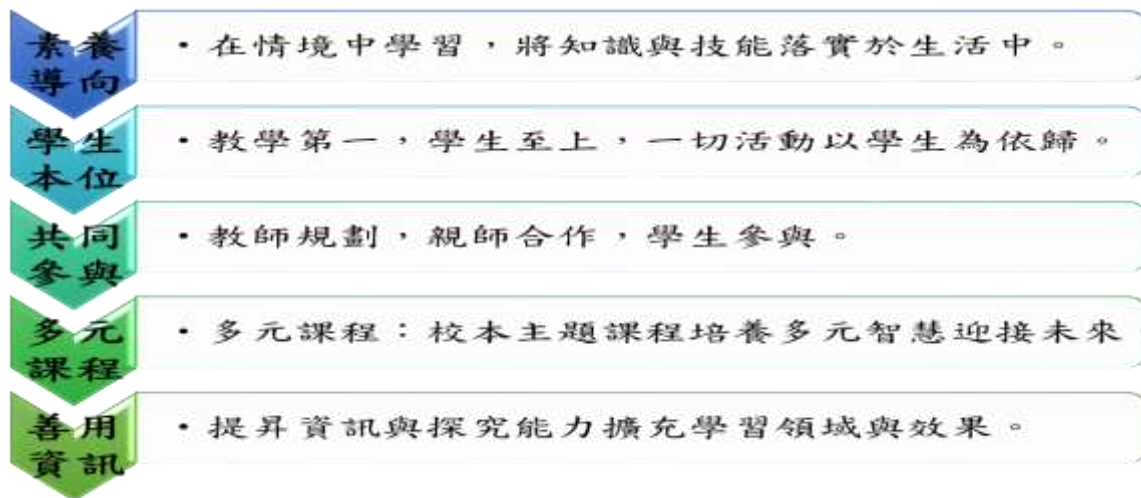 素養
導向
・在情境中學習，將知識與技能落實於生活中。
學生
本位
・教學第一，學生至上，一切活動以學生為依歸。
共同
參與
・教師規劃，親師合作，學生參與。
多元
課程
・多元課程：校本主題課程培養多元智慧迎接未來
善用
資訊
・提昇資訊與探究能力擴充學習領域與效果。